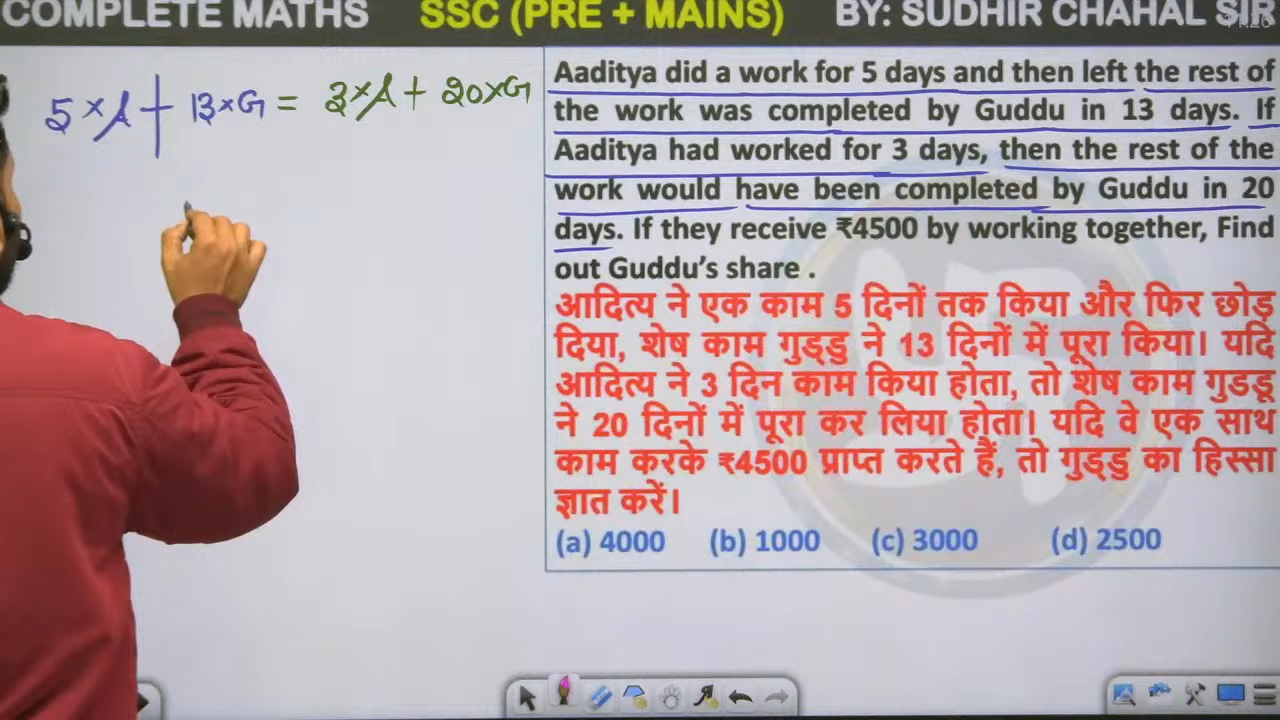 COMPLETE MATHS SSC (PRE + MAINS) BY: SUDHIR CHAHAL SIR
5×A + 13×G = 3×A + 20×G
Aaditya did a work for 5 days and then left the rest of
the work was completed by Guddu in 13 days. If
Aaditya had worked for 3 days, then the rest of the
work would have been completed by Guddu in 20
days. If they receive ₹4500 by working together, Find
out Guddu's share .
आदित्य ने एक काम 5 दिनों तक किया और फिर छोड़
दिया, शेष काम गुड्डु ने 13 दिनों में पूरा किया। यदि
आदित्य ने 3 दिन काम किया होता, तो शेष काम गुडडू
ने 20 दिनों में पूरा कर लिया होता। यदि वे एक साथ
काम करके ₹4500 प्राप्त करते हैं, तो गुड्डु का हिस्सा
ज्ञात करें।
(a) 4000 (b) 1000 (c) 3000 (d) 2500